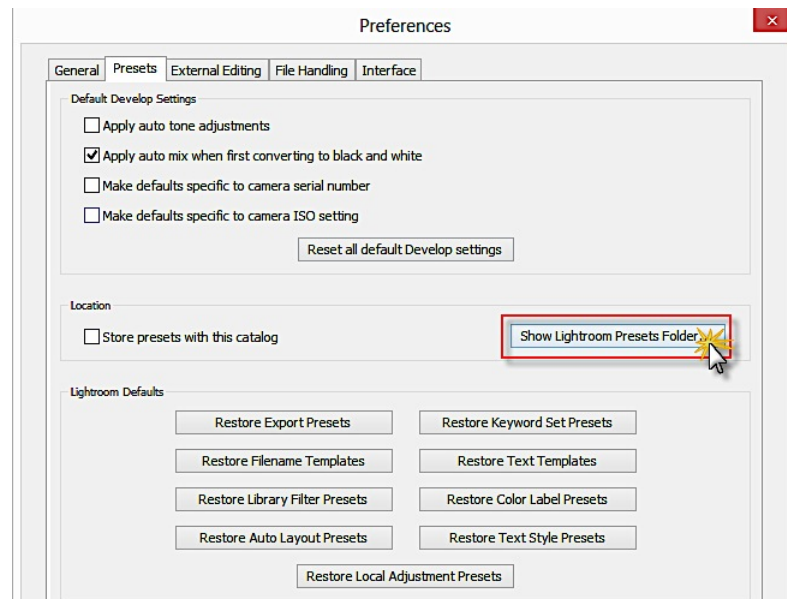 Preferences
General Presets External Editing File Handling Interface
Default Develop Settings
Apply auto tone adjustments
Apply auto mix when first converting to black and white
Make defaults specific to camera serial number
Make defaults specific to camera ISO setting
Reset all default Develop settings
Location
Store presets with this catalog
Show Lightroom Presets Folder
Lightroom Defaults
Restore Export Presets Restore Keyword Set Presets
Restore Filename Templates Restore Text Templates
Restore Library Filter Presets Restore Color Label Presets
Restore Auto Layout Presets Restore Text Style Presets
Restore Local Adjustment Presets